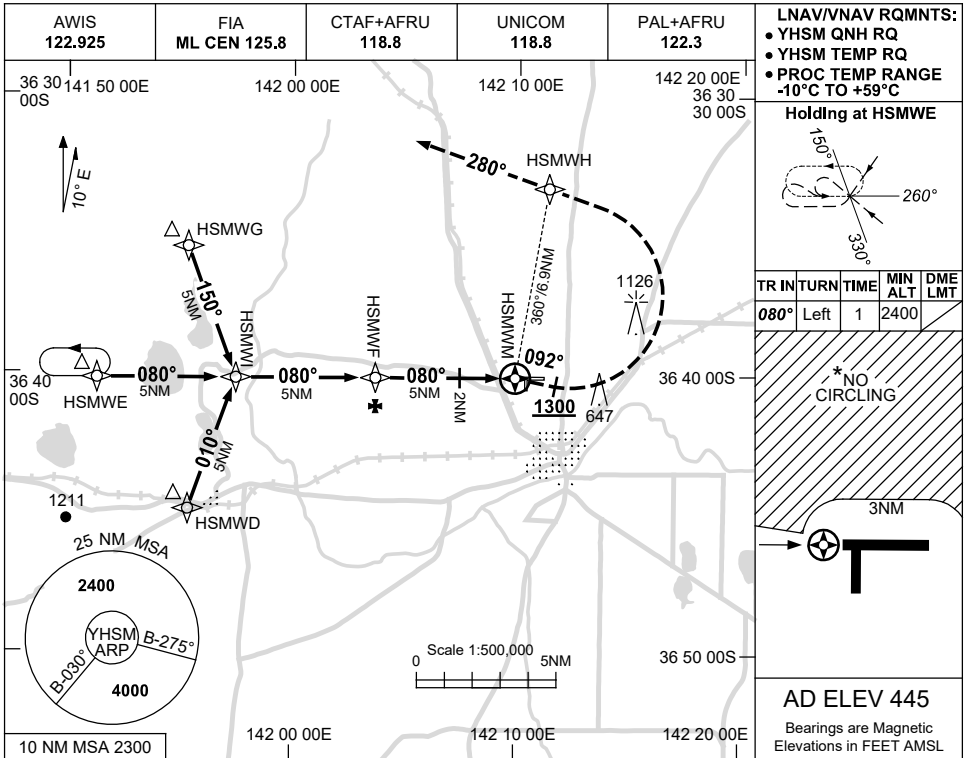 AWIS
122.925
FIA
ML CEN 125.8
CTAF+AFRU
118.8
UNICOM
118.8
PAL+AFRU
122.3
LNAV/VNAV RQMNTS:
• YHSM QNH RQ
• YHSM TEMP RQ
• PROC TEMP RANGE
-10°C TO +59°C
36 30
00S
141 50 00E
142 00 00E
142 10 00E
142 20 00E
36 30
30 00S
10° E
HSMWG
150°
5NM
HSMWI
HSMWE
080°
5NM
080°
5NM
HSMWF
080°
5NM
2NM
HSMWM
092°
1300
647
1126
360°/6.9NM
HSMWH
280°
36 40
00S
36 40 00S
010°
5NM
HSMWD
1211
25 NM MSA
2400
YHSM
ARP
B-275°
B-030°
4000
10 NM MSA 2300
Scale 1:500,000
0
5NM
36 50 00S
142 00 00E
142 10 00E
142 20 00E
Holding at HSMWE
150°
260°
330°
TR IN TURN TIME MIN ALT DME LMT
080° Left 1 2400
*NO
CIRCLING
3NM
AD ELEV 445
Bearings are Magnetic
Elevations in FEET AMSL